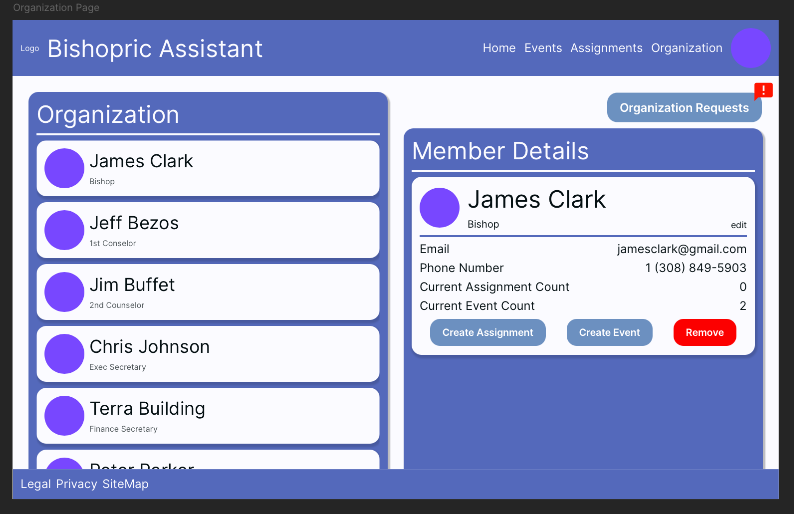 Organization Page
Logo Bishopric Assistant
Home Events Assignments Organization
Organization
James Clark
Bishop
Jeff Bezos
1st Conselor
Jim Buffet
2nd Counselor
Chris Johnson
Exec Secretary
Terra Building
Finance Secretary
Peter Parker
!
Organization Requests
Member Details
James Clark
Bishop
edit
Email jamesclark@gmail.com
Phone Number 1 (308) 849-5903
Current Assignment Count 0
Current Event Count 2
Create Assignment Create Event Remove
Legal Privacy SiteMap